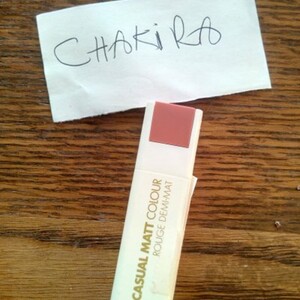 CHAKIRA
CASUAL MATT COLOUR
ROUGE DEMI-MAT